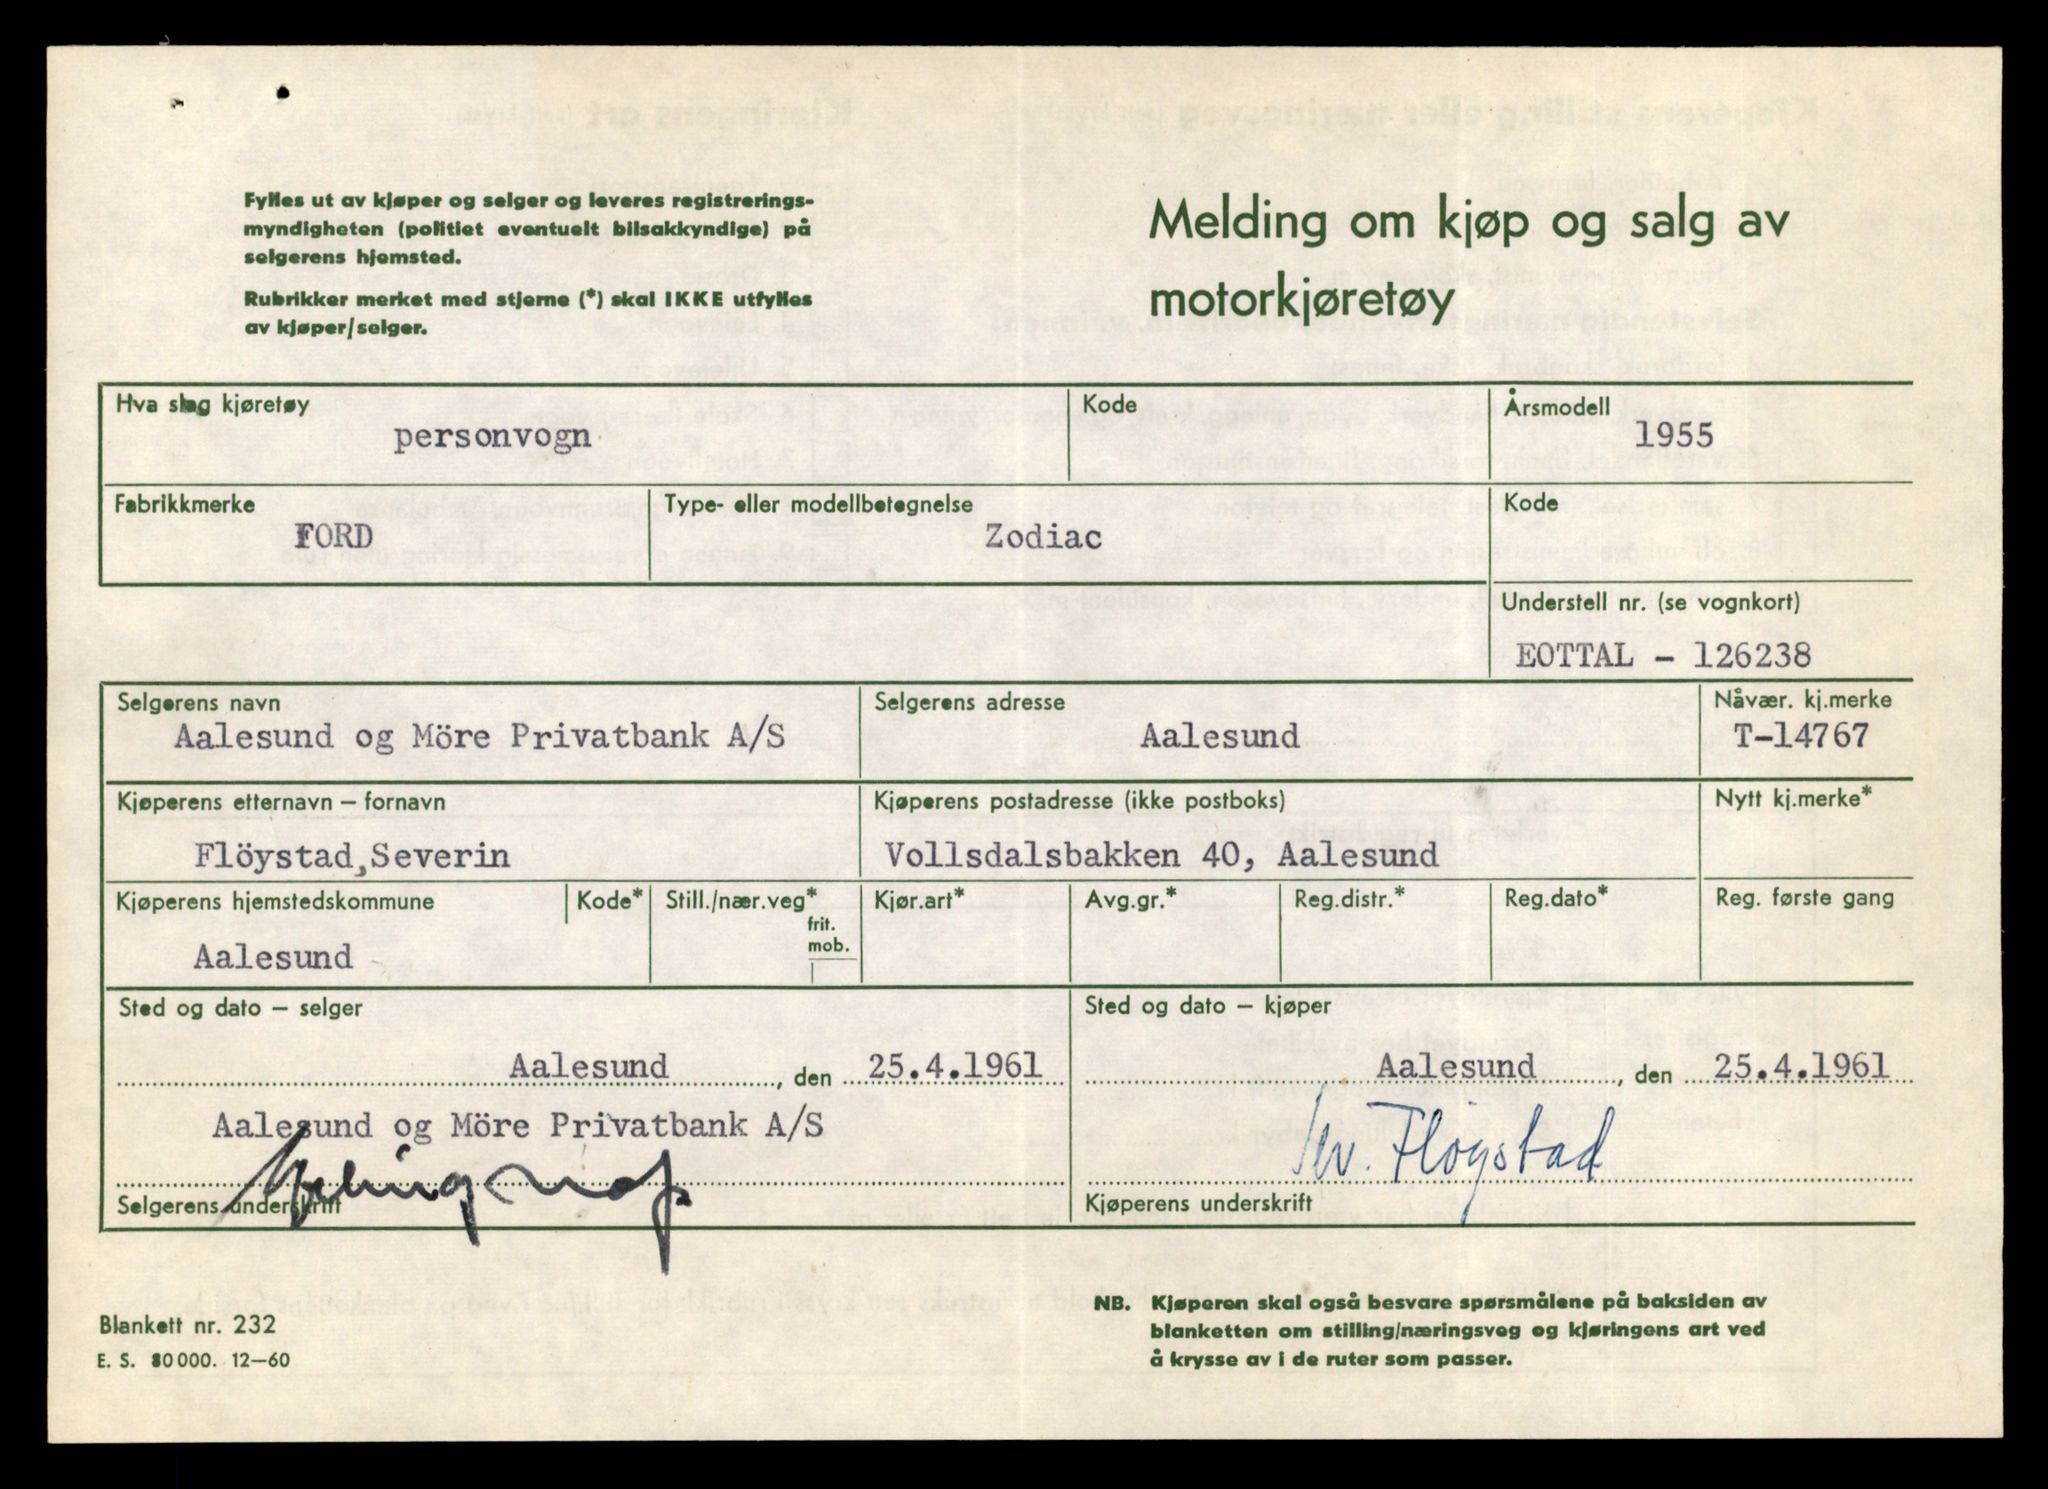 Fylles ut av kjøper og selger og leveres registrerings-
myndigheten (politiet eventuelt bilsakkyndige) på
selgerens hjemsted.
Rubrikker merket med stjerne (*) skal IKKE utfylles
av kjøper/selger.
Melding om kjøp og salg av
motorkjøretøy
Hva slag kjøretøy
personvogn
Kode
Årsmodell
1955
Fabrikkmerke
FORD
Type- eller modellbetegnelse
Zodiac
Kode
Understell nr. (se vognkort)
EOTTAL - 126238
Selgerens navn
Aalesund og Möre Privatbank A/S
Selgerens adresse
Aalesund
Nåvær. kj.merke
T-14767
Kjøperens etternavn – fornavn
Flöystad, Severin
Kjøperens postadresse (ikke postboks)
Vollsdalsbakken 40, Aalesund
Nytt kj.merke*
Kjøperens hjemstedskommune
Aalesund
Kode*
Still./nær.veg*
frit.
mob.
Kjør.art*
Avg.gr.*
Reg.distr.*
Reg.dato*
Reg. første gang
Sted og dato – selger
Aalesund, den 25.4.1961
Aalesund og Möre Privatbank A/S
Selgerens underskrift
Sted og dato – kjøper
Aalesund, den 25.4.1961
Sev. Fløystad
Kjøperens underskrift
Blankett nr. 232
E. S. 80000. 12–60
NB. Kjøperen skal også besvare spørsmålene på baksiden av
blanketten om stilling/næringsveg og kjøringens art ved
å krysse av i de ruter som passer.